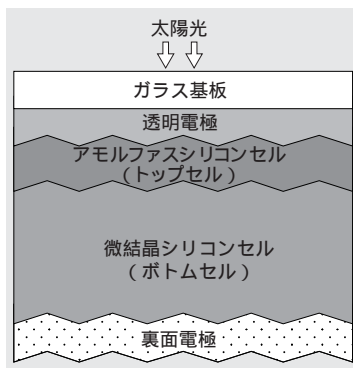 太陽光
ガラス基板
透明電極
アモルファスシリコンセル
(トップセル)
微結晶シリコンセル
(ボトムセル)
裏面電極